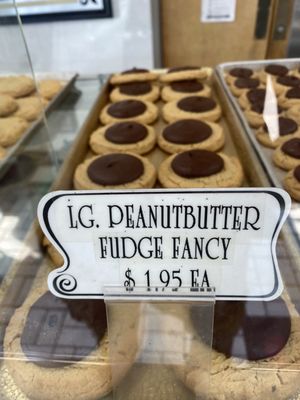 LG. PEANUTBUTTER
FUDGE FANCY
$ 1.95 EA